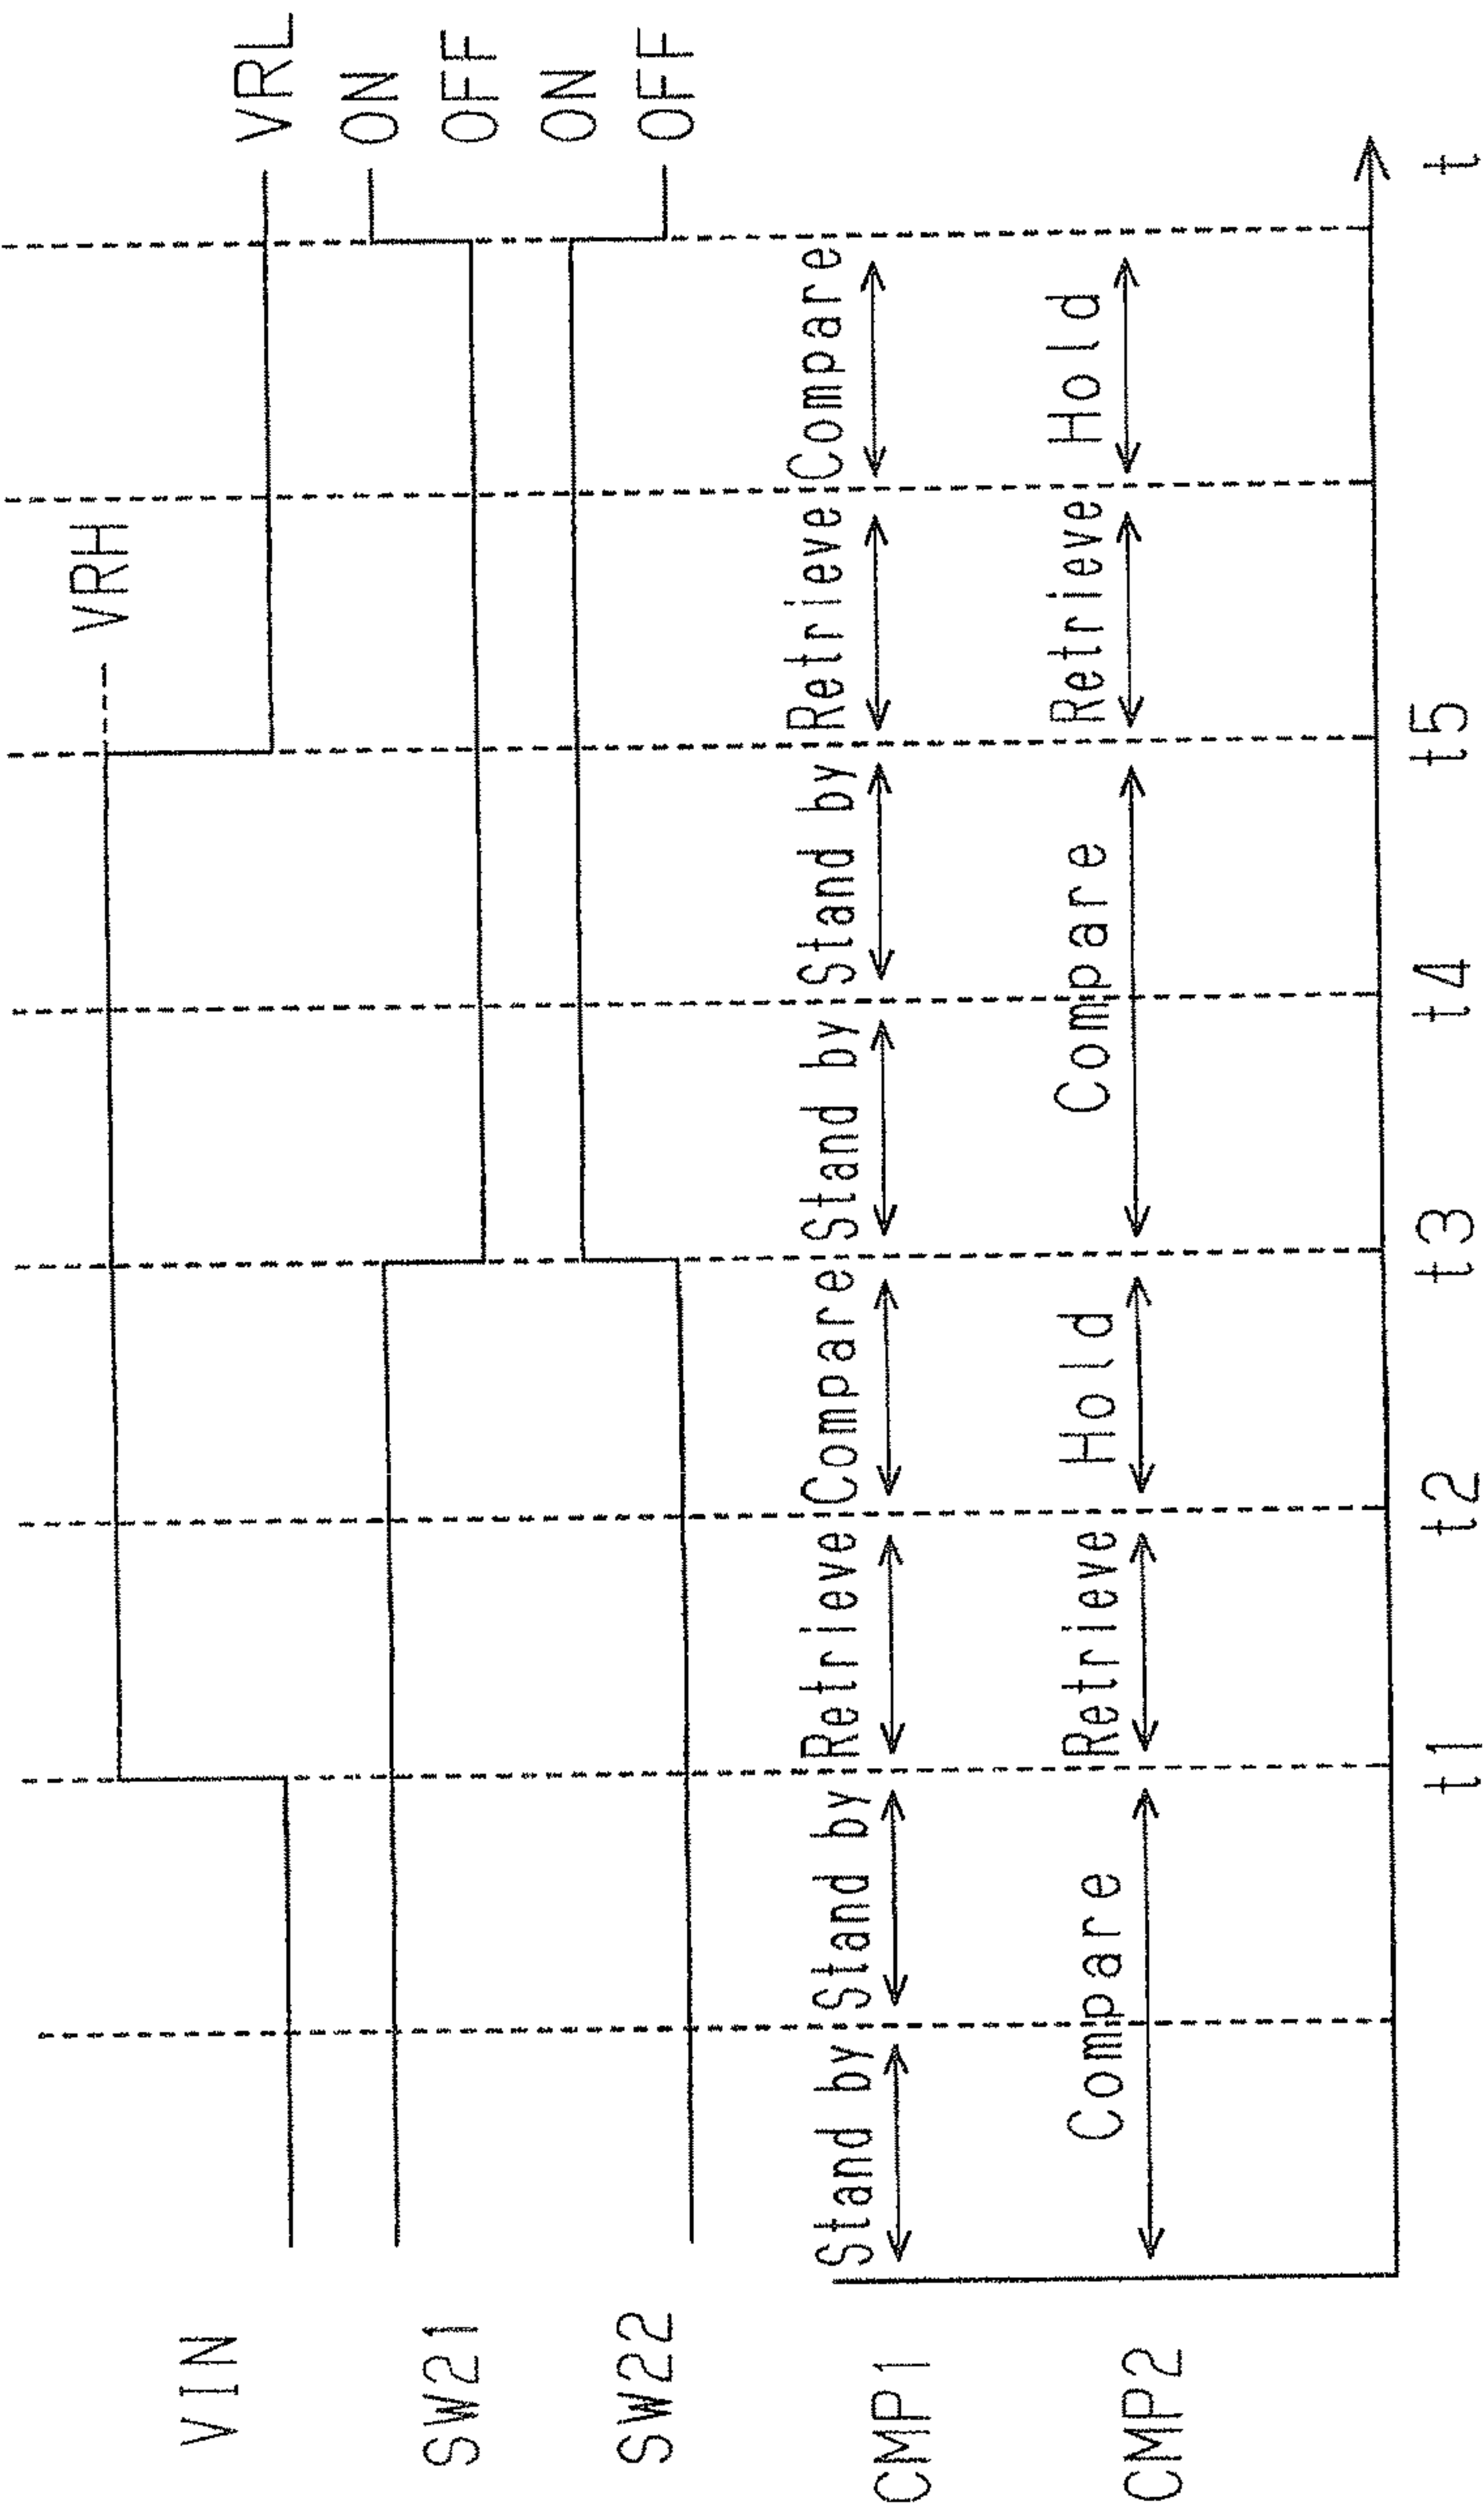 VRH
VIN
VRL
SW21
ON
OFF
SW22
ON
OFF
CMP1
Stand by
Stand by
Retrieve
Compare
Stand by
Stand by
Retrieve
Compare
CMP2
Compare
Retrieve
Hold
Compare
Retrieve
Hold
t1
t2
t3
t4
t5
t